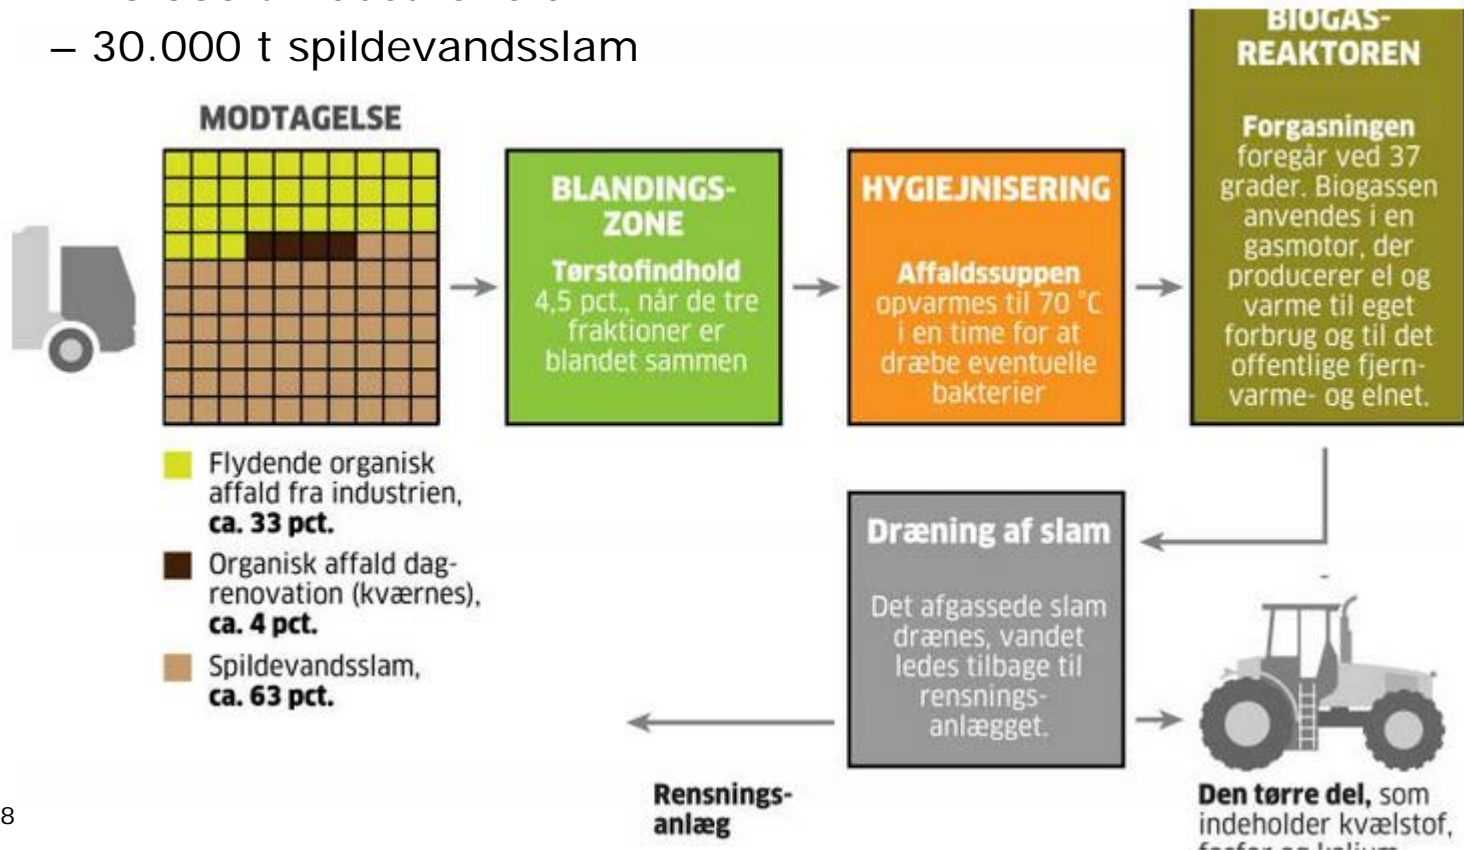 – 30.000 t spildevandsslam
MODTAGELSE
Flydende organisk
affald fra industrien,
ca. 33 pct.
Organisk affald dag-
renovation (kværnes),
ca. 4 pct.
Spildevandsslam,
ca. 63 pct.
BLANDINGS-
ZONE
Tørstofindhold
4,5 pct., når de tre
fraktioner er
blandet sammen
HYGIEJNISERING
Affaldssuppen
opvarmes til 70 °C
i en time for at
dræbe eventuelle
bakterier
BIOGAS-
REAKTOREN
Forgasningen
foregår ved 37
grader. Biogassen
anvendes i en
gasmotor, der
producerer el og
varme til eget
forbrug og til det
offentlige fjern-
varme- og elnet.
Dræning af slam
Det afgassede slam
drænes, vandet
ledes tilbage til
rensnings-
anlægget.
Rensnings-
anlæg
Den tørre del, som
indeholder kvælstof,
fosfor og kalium
8